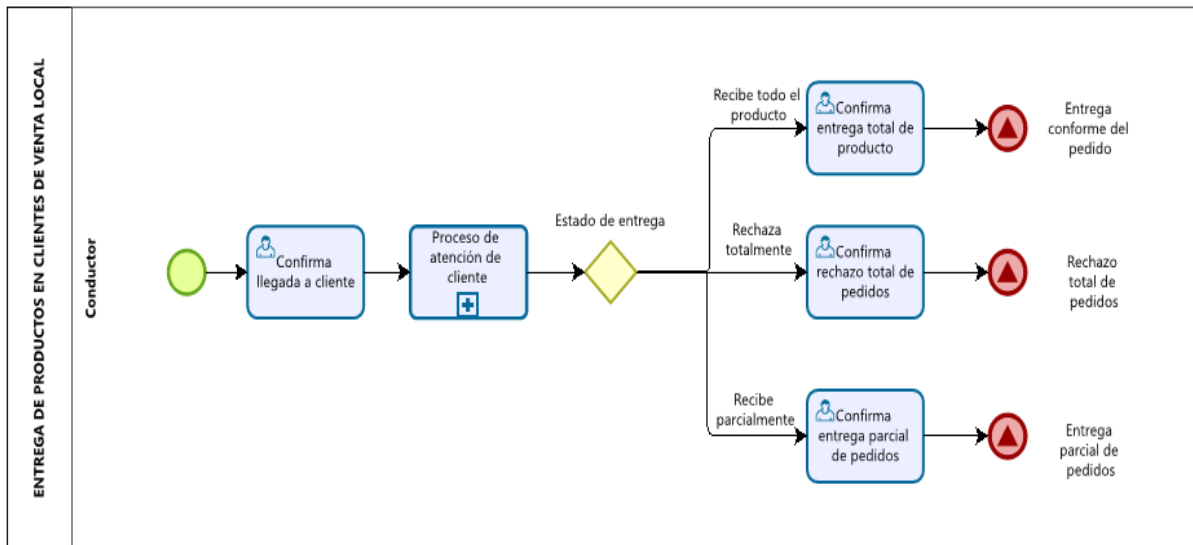 ENTREGA DE PRODUCTOS EN CLIENTES DE VENTA LOCAL
Conductor
Confirma
llegada a cliente
Proceso de
atención de
cliente
Estado de entrega
Recibe todo el
producto
Confirma
entrega total de
producto
Entrega
conforme del
pedido
Rechaza
totalmente
Confirma
rechazo total de
pedidos
Rechazo
total de
pedidos
Recibe
parcialmente
Confirma
entrega parcial
de pedidos
Entrega
parcial de
pedidos